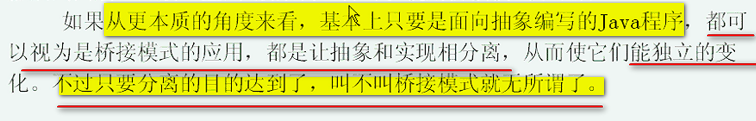 如果从更本质的角度来看，基本上只要是面向抽象编写的Java程序，都可
以视为是桥接模式的应用，都是让抽象和实现相分离，从而使它们能独立的变
化。不过只要分离的目的达到了，叫不叫桥接模式就无所谓了。